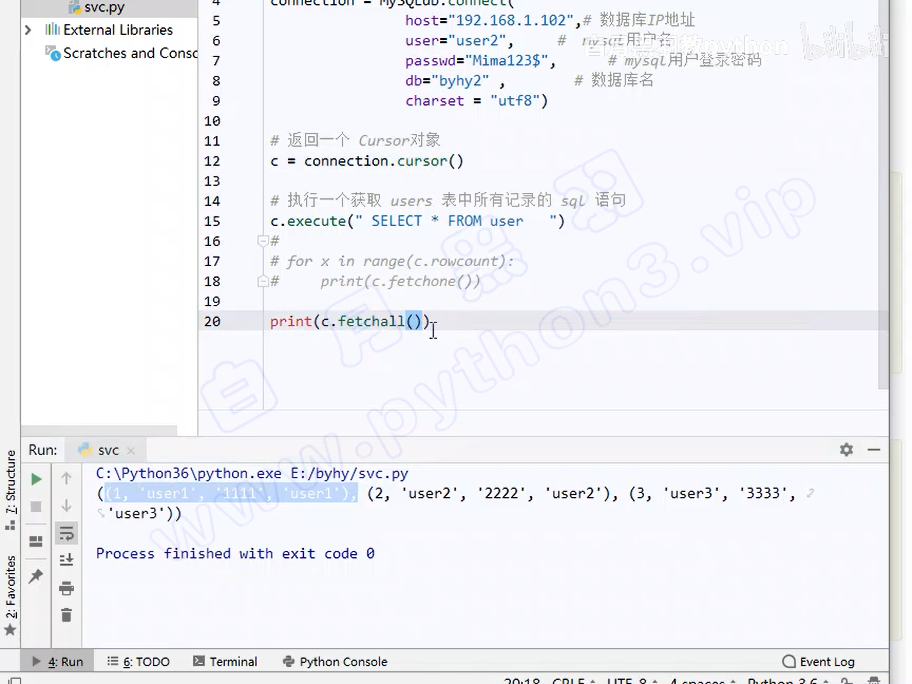 svc.py
External Libraries
Scratches and Consc
4 connection = MySQLdb.connect(
5 host="192.168.1.102",# 数据库IP地址
6 user="user2", # mysql用户名
7 passwd="Mima123$", # mysql用户登录密码
8 db="byhy2" , # 数据库名
9 charset = "utf8")
10
11 # 返回一个 Cursor对象
12 c = connection.cursor()
13
14 # 执行一个获取 users 表中所有记录的 sql 语句
15 c.execute(" SELECT * FROM user ")
16 #
17 # for x in range(c.rowcount):
18 # print(c.fetchone())
19
20 print(c.fetchall())
白月黑羽
www.python3.vip
Run: svc
C:\Python36\python.exe E:/byhy/svc.py
((1, 'user1', '1111', 'user1'), (2, 'user2', '2222', 'user2'), (3, 'user3', '3333',
'user3'))
Process finished with exit code 0
7: Structure
2: Favorites
4: Run 6: TODO Terminal Python Console Event Log
20:18 CRLF UTF-8 4 spaces Python 3.6